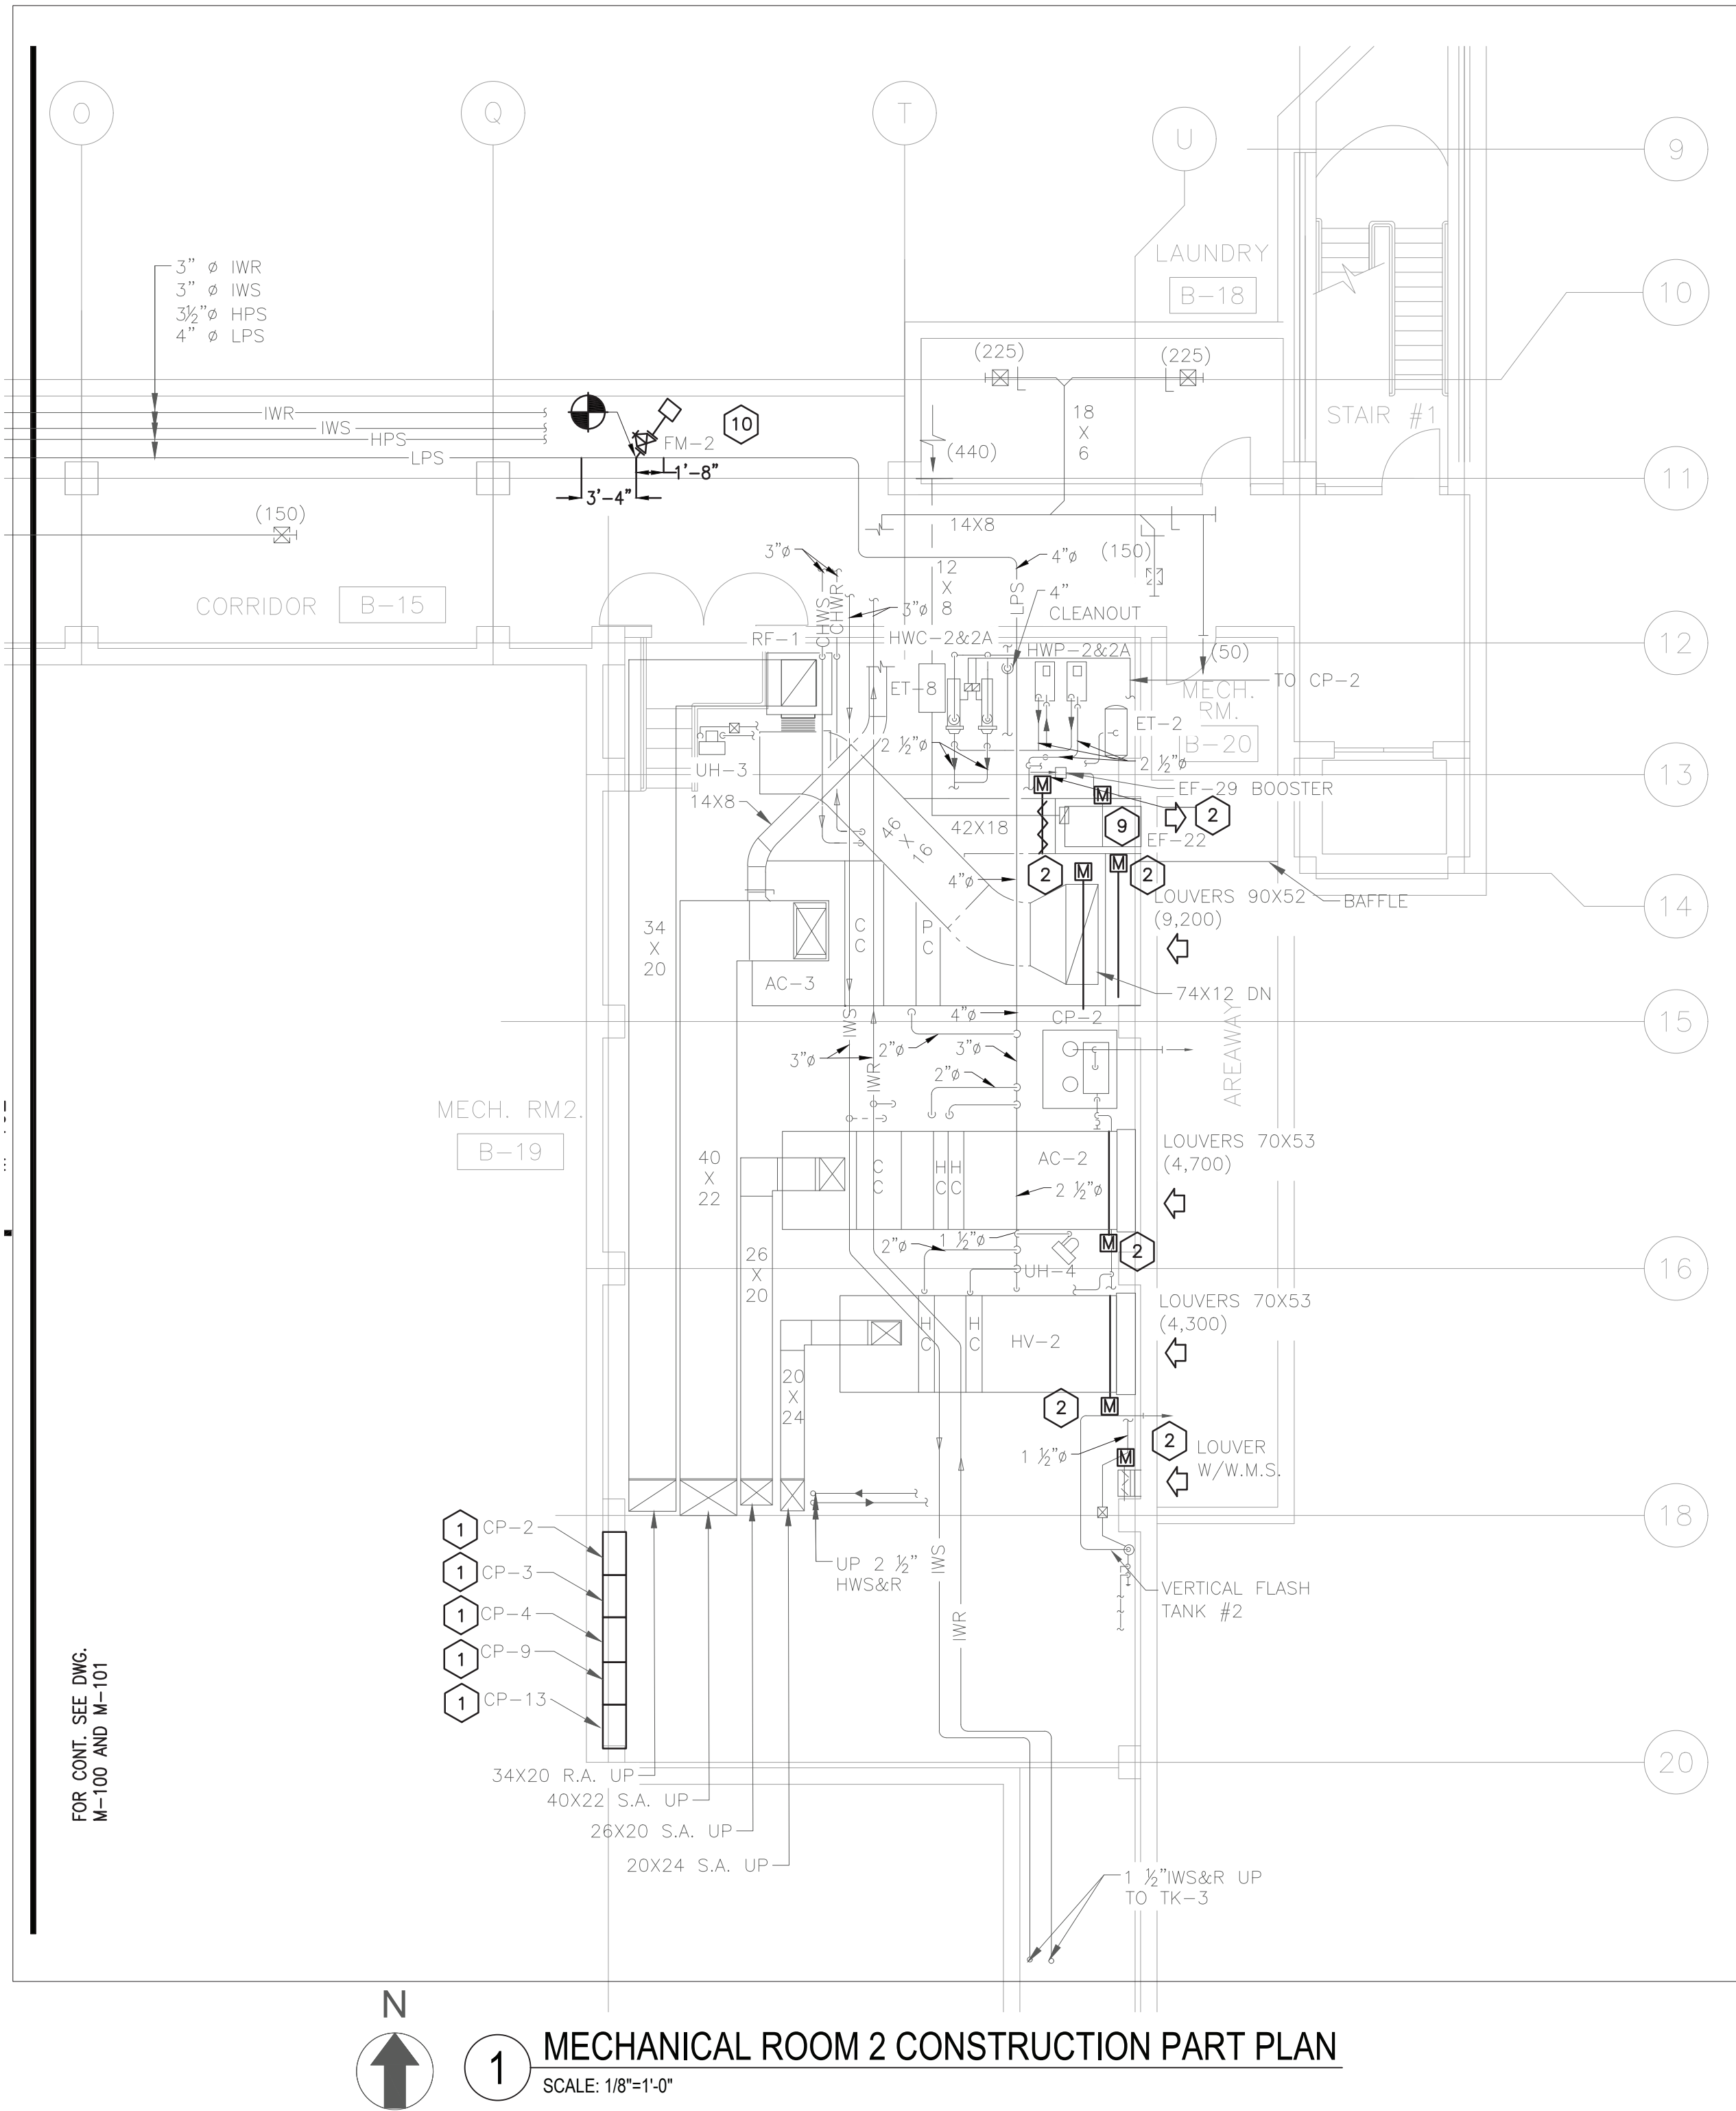 O
Q
T
U
9
10
11
12
13
14
15
16
18
20
3" ø IWR
3" ø IWS
3½"ø HPS
4" ø LPS
IWR
IWS
HPS
LPS
FM-2
10
1'-8"
3'-4"
(150)
CORRIDOR
B-15
LAUNDRY
B-18
(225)
(225)
18
X
6
(440)
STAIR #1
14X8
(150)
3"ø
CHWS
CHWR
3"ø
12
X
8
4"ø
LPS
4"
CLEANOUT
RF-1
HWC-2&2A
HWP-2&2A
(50)
TO CP-2
MECH.
RM.
B-20
ET-8
ET-2
2 ½"ø
2 ½"ø
UH-3
14X8
EF-29 BOOSTER
M
M
2
9
EF-22
46
X
16
42X18
4"ø
2
M
M
2
LOUVERS 90X52
(9,200)
BAFFLE
34
X
20
C
C
P
C
AC-3
74X12 DN
CP-2
AREAWAY
IWS
4"ø
2"ø
3"ø
3"ø
IWR
2"ø
MECH. RM2.
B-19
40
X
22
C
C
H
C
H
C
AC-2
2 ½"ø
LOUVERS 70X53
(4,700)
M
2
26
X
20
2"ø
1 ½"ø
UH-4
H
C
H
C
HV-2
LOUVERS 70X53
(4,300)
20
X
24
2
M
1 ½"ø
M
2
LOUVER
W/W.M.S.
1
CP-2
1
CP-3
1
CP-4
1
CP-9
1
CP-13
UP 2 ½"
HWS&R
IWS
IWR
VERTICAL FLASH
TANK #2
FOR CONT. SEE DWG.
M-100 AND M-101
34X20 R.A. UP
40X22 S.A. UP
26X20 S.A. UP
20X24 S.A. UP
1 ½"IWS&R UP
TO TK-3
N
1
MECHANICAL ROOM 2 CONSTRUCTION PART PLAN
SCALE: 1/8"=1'-0"